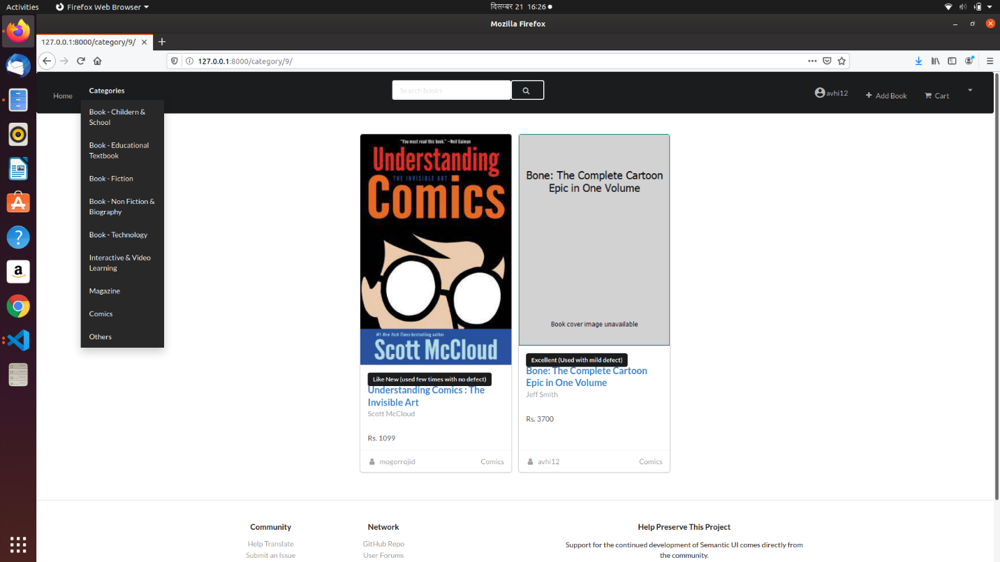 Activities
Firefox Web Browser
दिसम्बर 21 16:26
Mozilla Firefox
127.0.0.1:8000/category/9/
127.0.0.1:8000/category/9/
Home
Categories
Search books
avhi12
Add Book
Cart
Book - Childern &
School
Book - Educational
Textbook
Book - Fiction
Book - Non Fiction &
Biography
Book - Technology
Interactive & Video
Learning
Magazine
Comics
Others
"You must read this book." —Neil Gaiman
Understanding
THE INVISIBLE ART
Comics
#1 New York Times bestselling author
Scott McCloud
Like New (used few times with no defect)
Understanding Comics : The
Invisible Art
Scott McCloud
Rs. 1099
mogorrojid
Comics
Bone: The Complete Cartoon
Epic in One Volume
Book cover image unavailable
Excellent (Used with mild defect)
Bone: The Complete Cartoon
Epic in One Volume
Jeff Smith
Rs. 3700
avhi12
Comics
Community
Help Translate
Submit an Issue
Network
GitHub Repo
User Forums
Help Preserve This Project
Support for the continued development of Semantic UI comes directly from
the community.